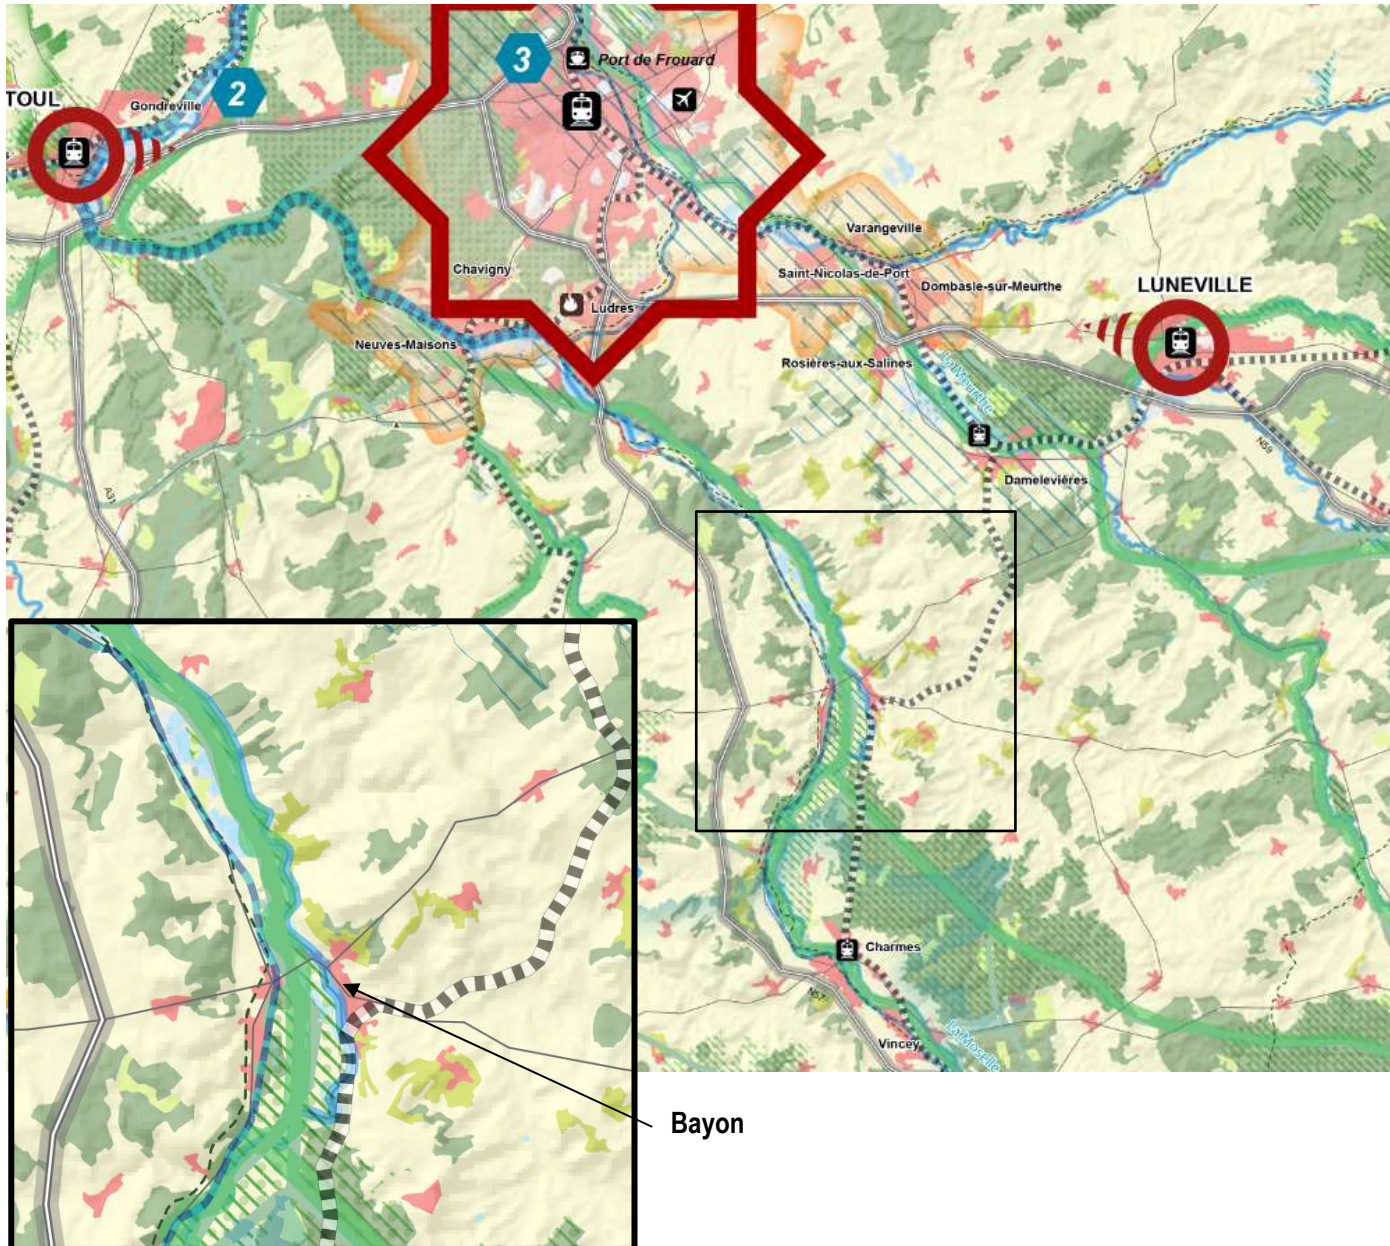 3
Port de Frouard
2
TOUL
Gondreville
Varangeville
Chavigny
Saint-Nicolas-de-Port
Dombasle-sur-Meurthe
LUNEVILLE
Ludres
Neuves-Maisons
Rosières-aux-Salines
La Meurthe
N59
Damelevières
A31
Charmes
N57
La Moselle
Vincey
Bayon